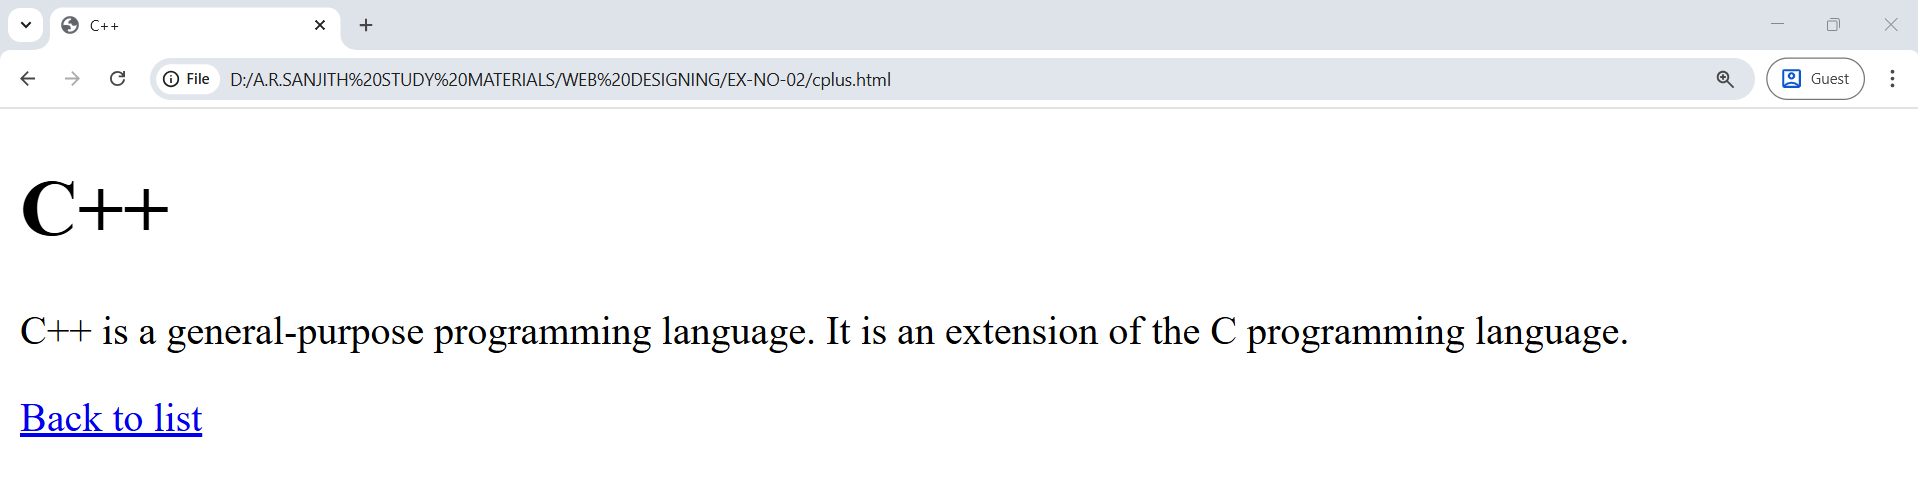 C++
File D:/A.R.SANJITH%20STUDY%20MATERIALS/WEB%20DESIGNING/EX-NO-02/cplus.html Guest
C++
C++ is a general-purpose programming language. It is an extension of the C programming language.
Back to list